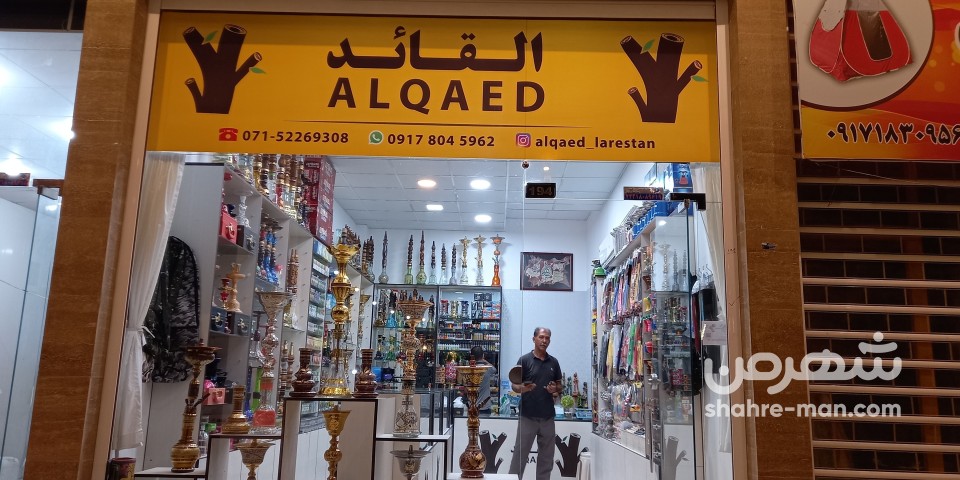 القائد
ALQAED
071-52269308
0917 804 5962
alqaed_larestan
194
۰۹۱۷۱۸۳۰۹۵۶
شهرمن
shahre-man.com